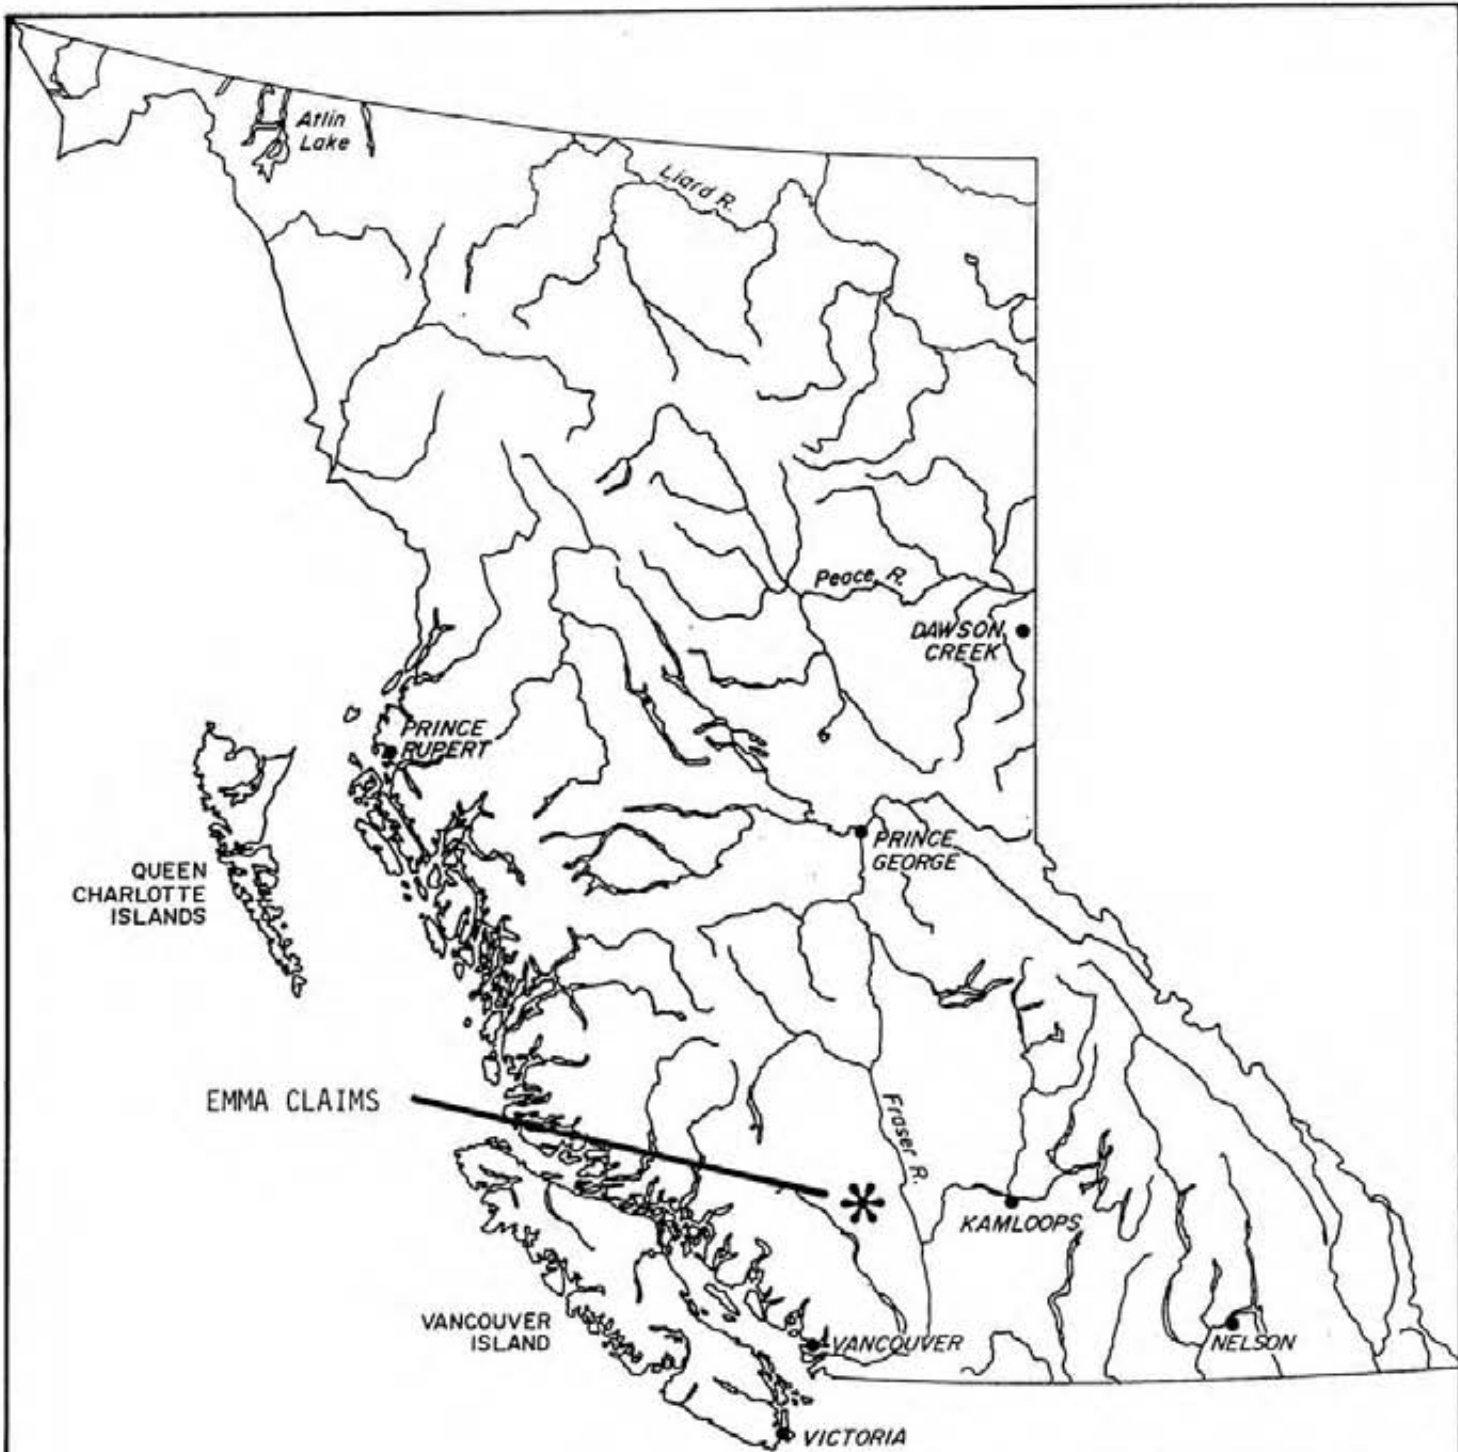 Atlin
Lake
Liard R.
Peace R.
DAWSON
CREEK
PRINCE
RUPERT
PRINCE
GEORGE
QUEEN
CHARLOTTE
ISLANDS
EMMA CLAIMS
Fraser R.
KAMLOOPS
VANCOUVER
ISLAND
VANCOUVER
NELSON
VICTORIA